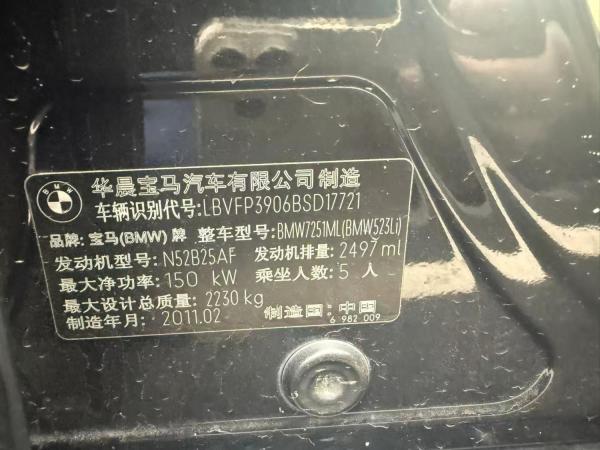 BMW
华晨宝马汽车有限公司制造
车辆识别代号:LBVFP3906BSD17721
品牌: 宝马(BMW) 牌 整车型号:BMW7251ML(BMW523Li)
发动机型号: N52B25AF 发动机排量: 2497ml
最大净功率: 150 kW 乘坐人数: 5 人
最大设计总质量: 2230 kg
制造年月: 2011.02 制造国: 中国
6 982 009